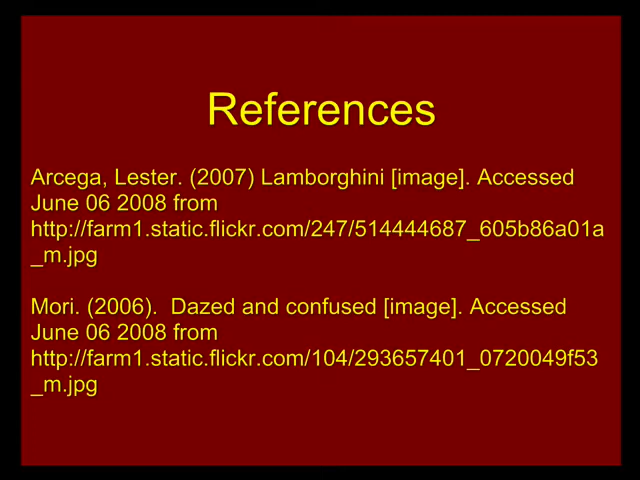 References
Arcega, Lester. (2007) Lamborghini [image]. Accessed
June 06 2008 from
http://farm1.static.flickr.com/247/514444687_605b86a01a
_m.jpg
Mori. (2006).  Dazed and confused [image]. Accessed
June 06 2008 from
http://farm1.static.flickr.com/104/293657401_0720049f53
_m.jpg